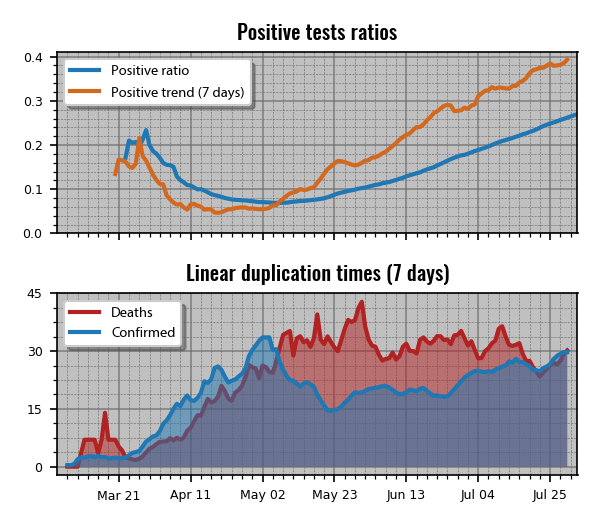 Positive tests ratios
0.4
0.3
0.2
0.1
0.0
Positive ratio
Positive trend (7 days)
Linear duplication times (7 days)
45
30
15
0
Deaths
Confirmed
Mar 21 Apr 11 May 02 May 23 Jun 13 Jul 04 Jul 25